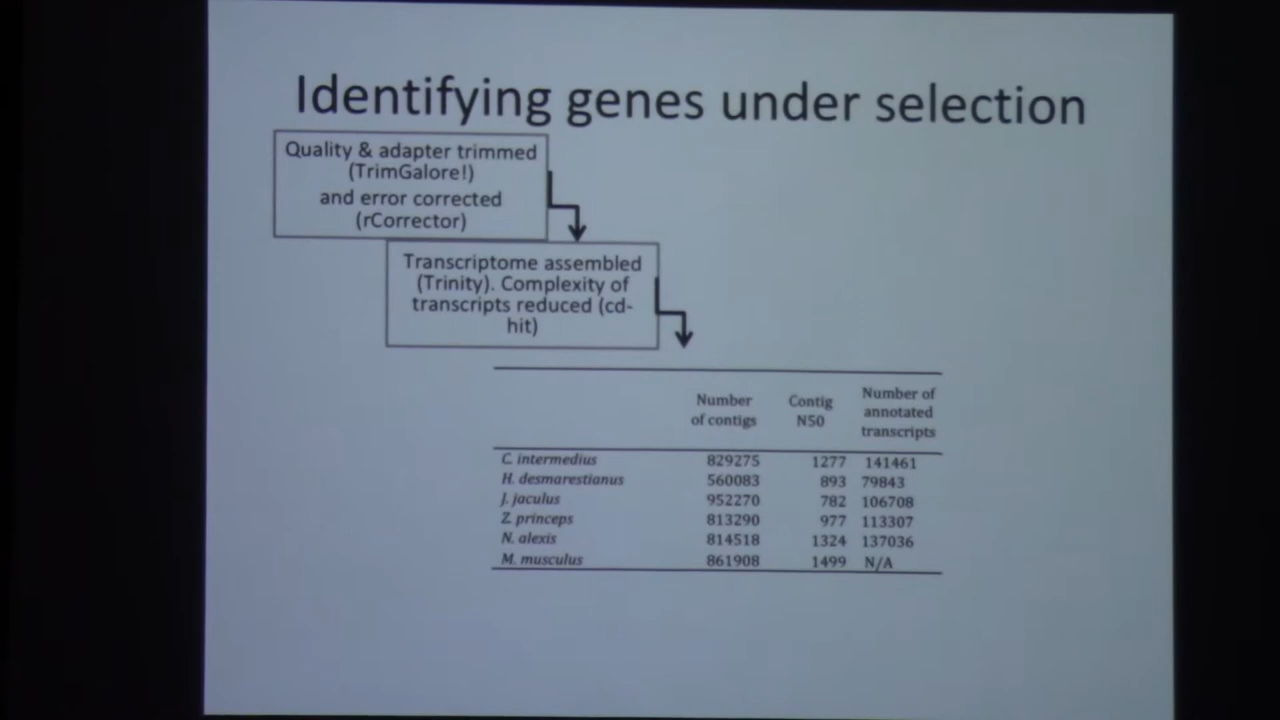 Identifying genes under selection
Quality & adapter trimmed
(TrimGalore!)
and error corrected
(rCorrector)
Transcriptome assembled
(Trinity). Complexity of
transcripts reduced (cd-
hit)
Number of contigs Contig N50 Number of annotated transcripts
C. intermedius 829275 1277 141461
H. desmarestianus 560083 893 79843
J. jaculus 952270 782 106708
Z. princeps 813290 977 113307
N. alexis 814518 1324 137036
M. musculus 861908 1499 N/A